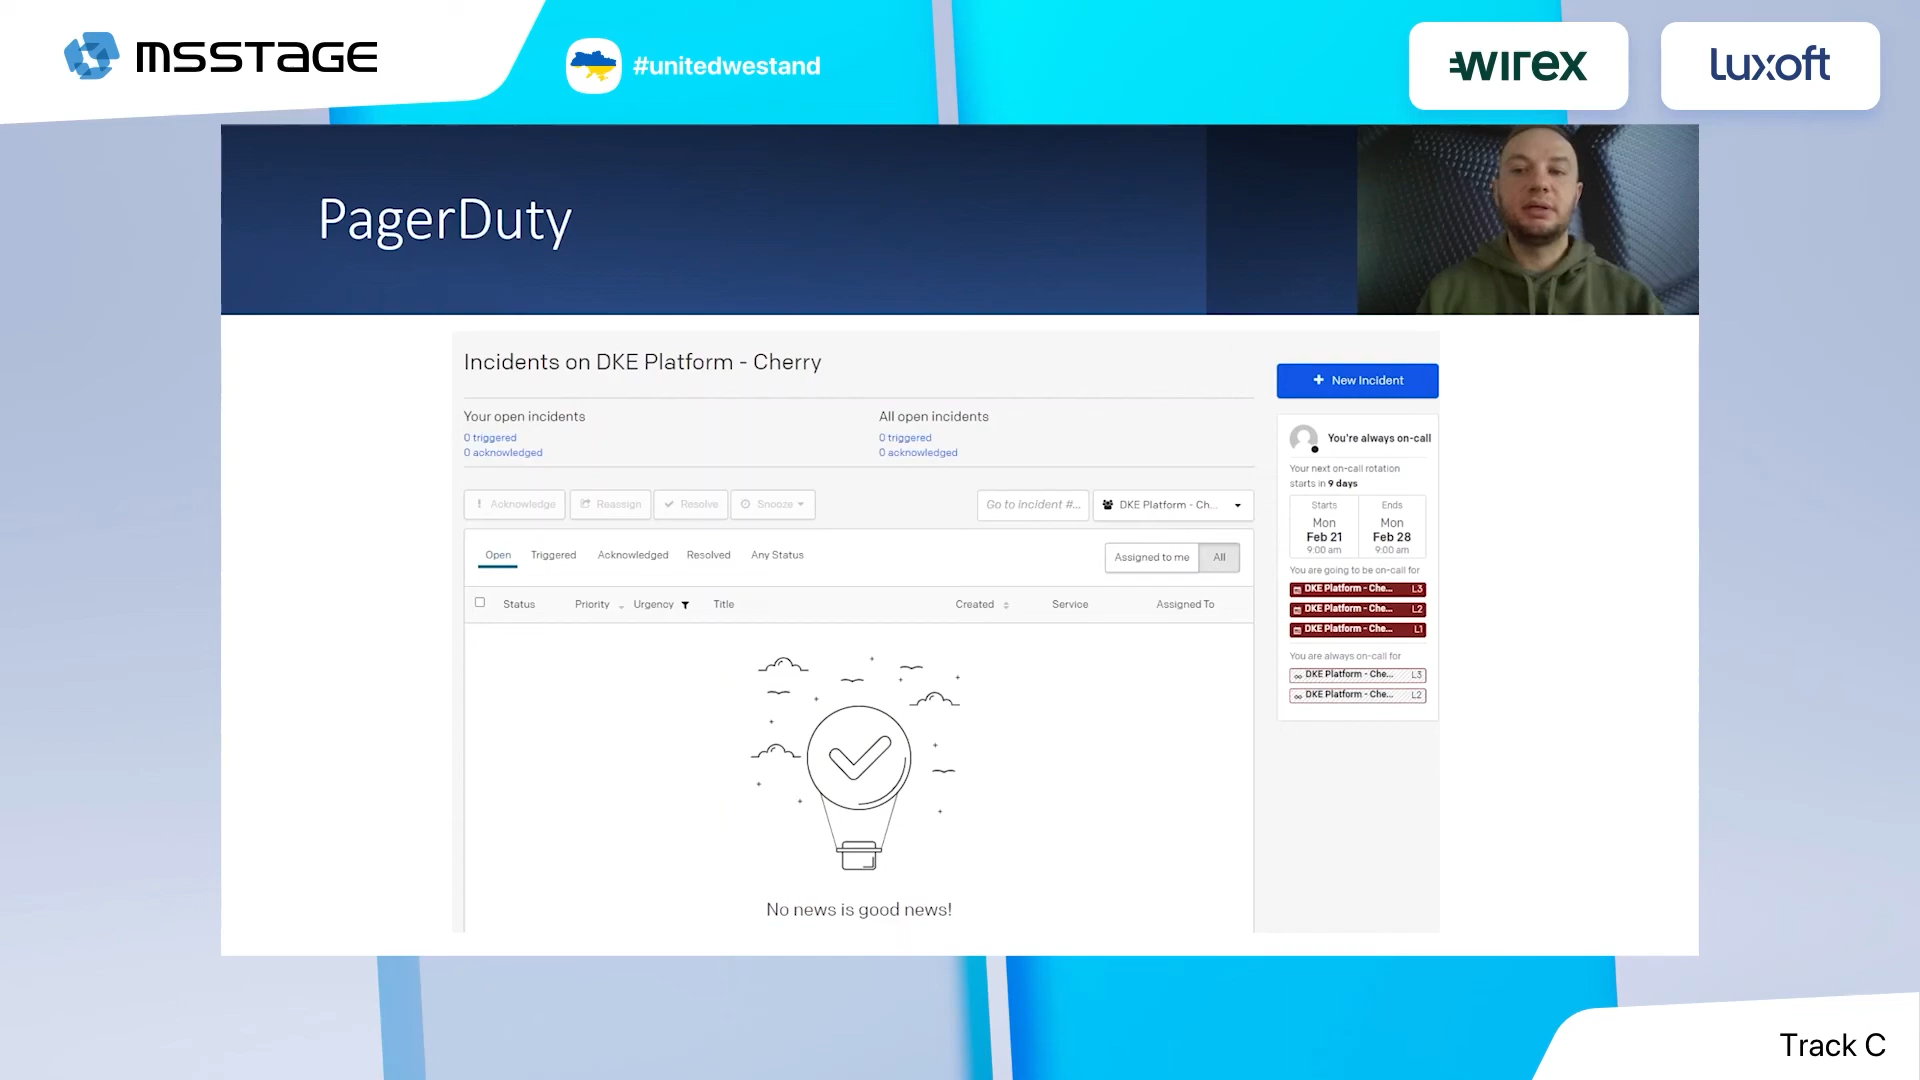 MSSTAGE
#unitedwestand
wirex
luxoft
PagerDuty
Incidents on DKE Platform - Cherry
New Incident
Your open incidents
0 triggered
0 acknowledged
All open incidents
0 triggered
0 acknowledged
You're always on-call
Your next on-call rotation
starts in 9 days
Starts
Mon
Feb 21
9:00 am
Ends
Mon
Feb 28
9:00 am
Acknowledge Reassign Resolve Snooze
Go to incident #... DKE Platform - Ch...
Open Triggered Acknowledged Resolved Any Status
Assigned to me All
Status Priority Urgency Title Created Service Assigned To
You are going to be on-call for
DKE Platform - Che... L3
DKE Platform - Che... L2
DKE Platform - Che... L1
You are always on-call for
DKE Platform - Che... L3
DKE Platform - Che... L2
No news is good news!
Track C